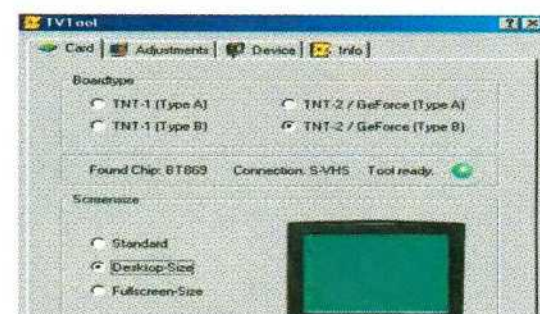 TVTool
Card Adjustments Device Info
Boardtype
TNT-1 (Type A) TNT-2 / GeForce (Type A)
TNT-1 (Type B) TNT-2 / GeForce (Type B)
Found Chip: BT869 Connection: S-VHS Tool ready.
Screensize
Standard
Desktop-Size
Fullscreen-Size